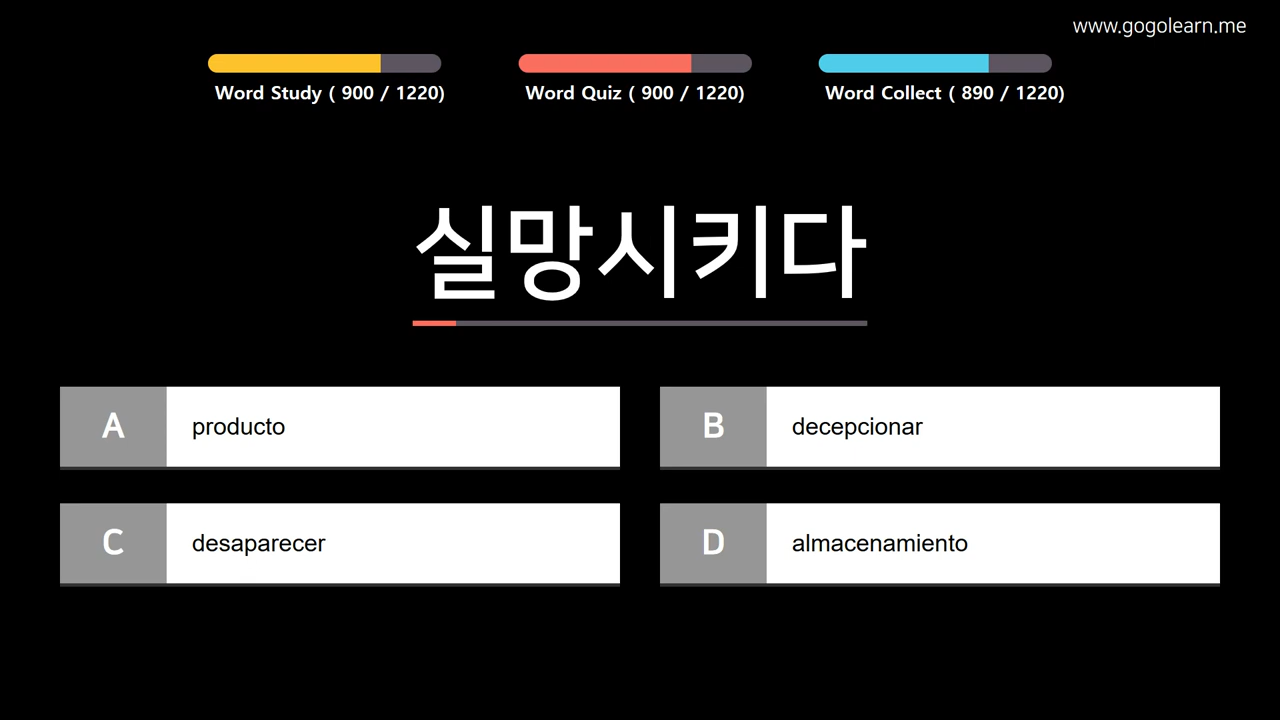 www.gogolearn.me
Word Study ( 900 / 1220)
Word Quiz ( 900 / 1220)
Word Collect ( 890 / 1220)
실망시키다
A producto
B decepcionar
C desaparecer
D almacenamiento